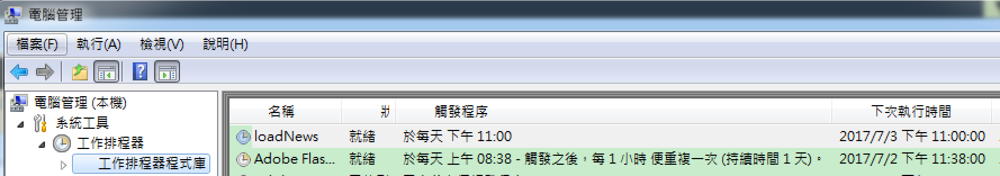 電腦管理
檔案(F) 執行(A) 檢視(V) 說明(H)
電腦管理 (本機)
系統工具
工作排程器
工作排程器程式庫
名稱 狀 觸發程序 下次執行時間
loadNews 就緒 於每天 下午 11:00 2017/7/3 下午 11:00:00
Adobe Flas... 就緒 於每天 上午 08:38 - 觸發之後，每 1 小時 便重複一次 (持續時間 1 天)。 2017/7/2 下午 11:38:00